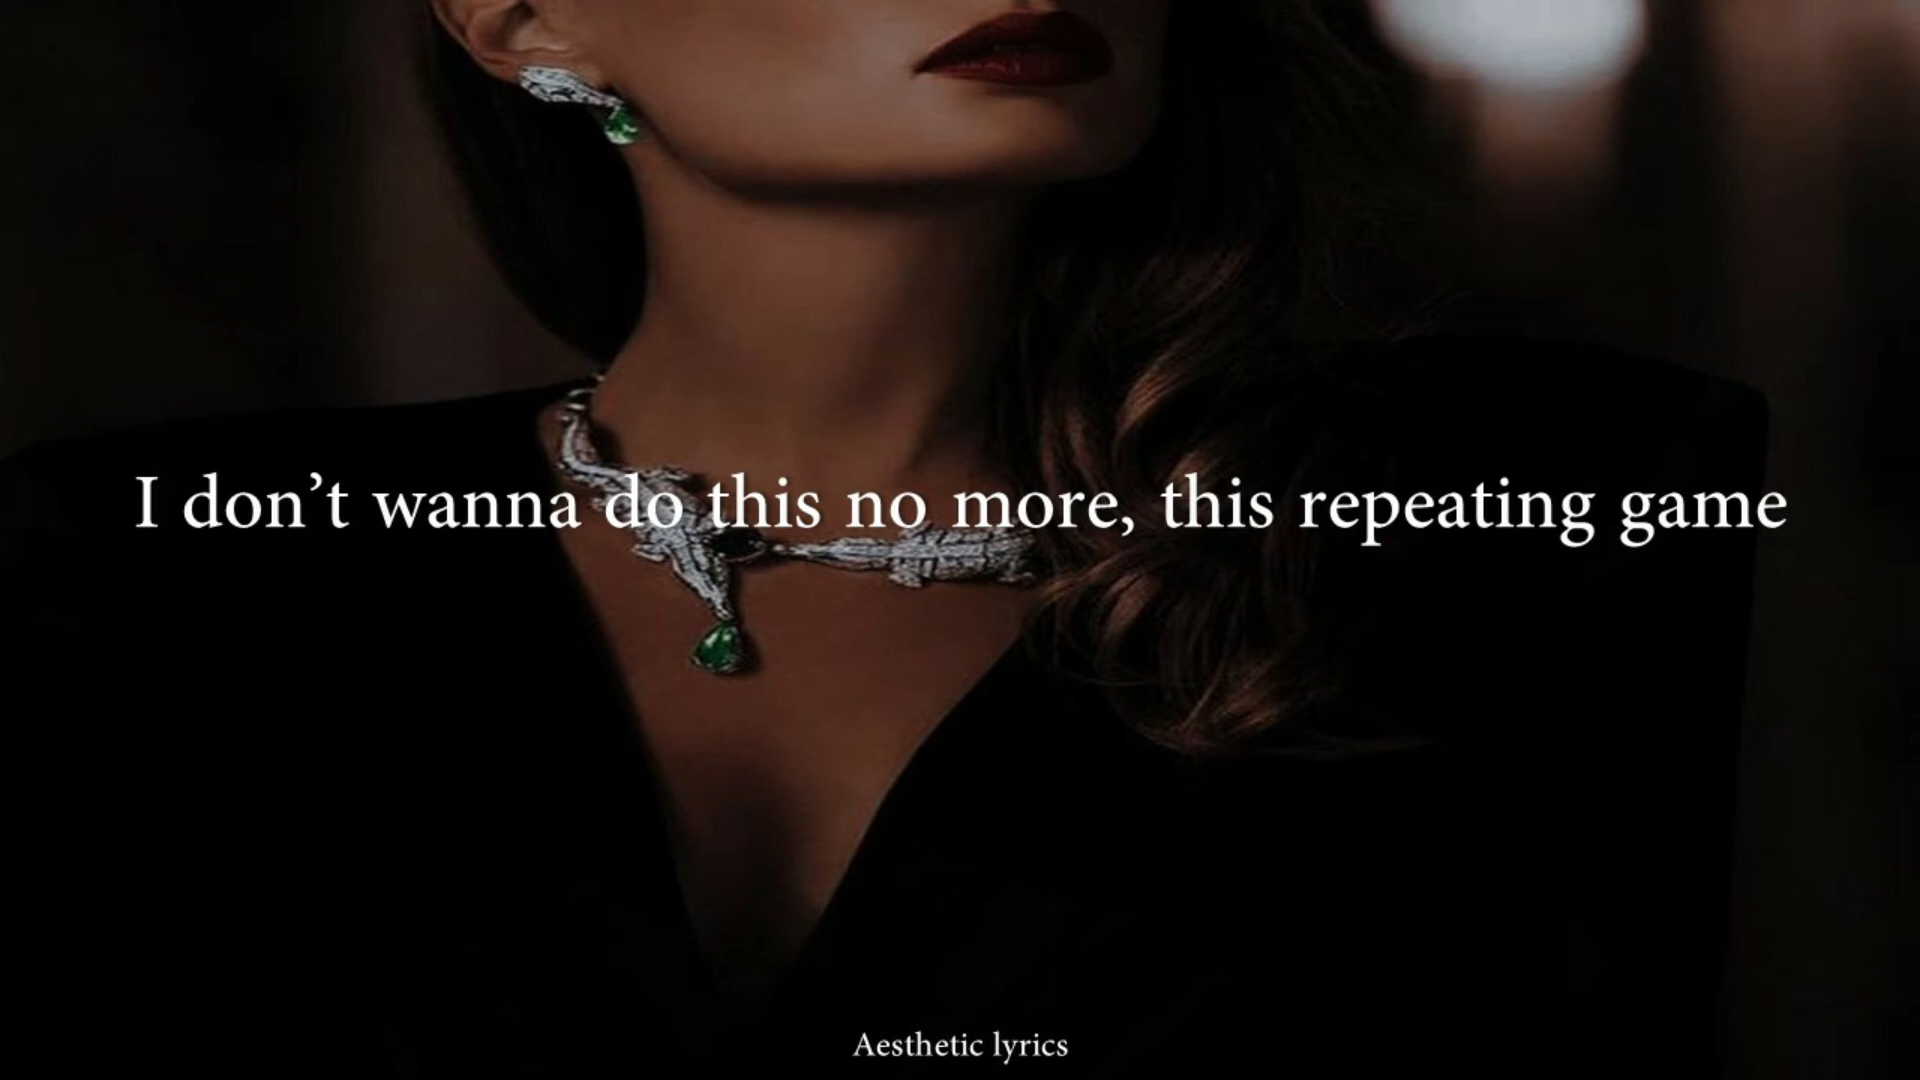 I don’t wanna do this no more, this repeating game
Aesthetic lyrics